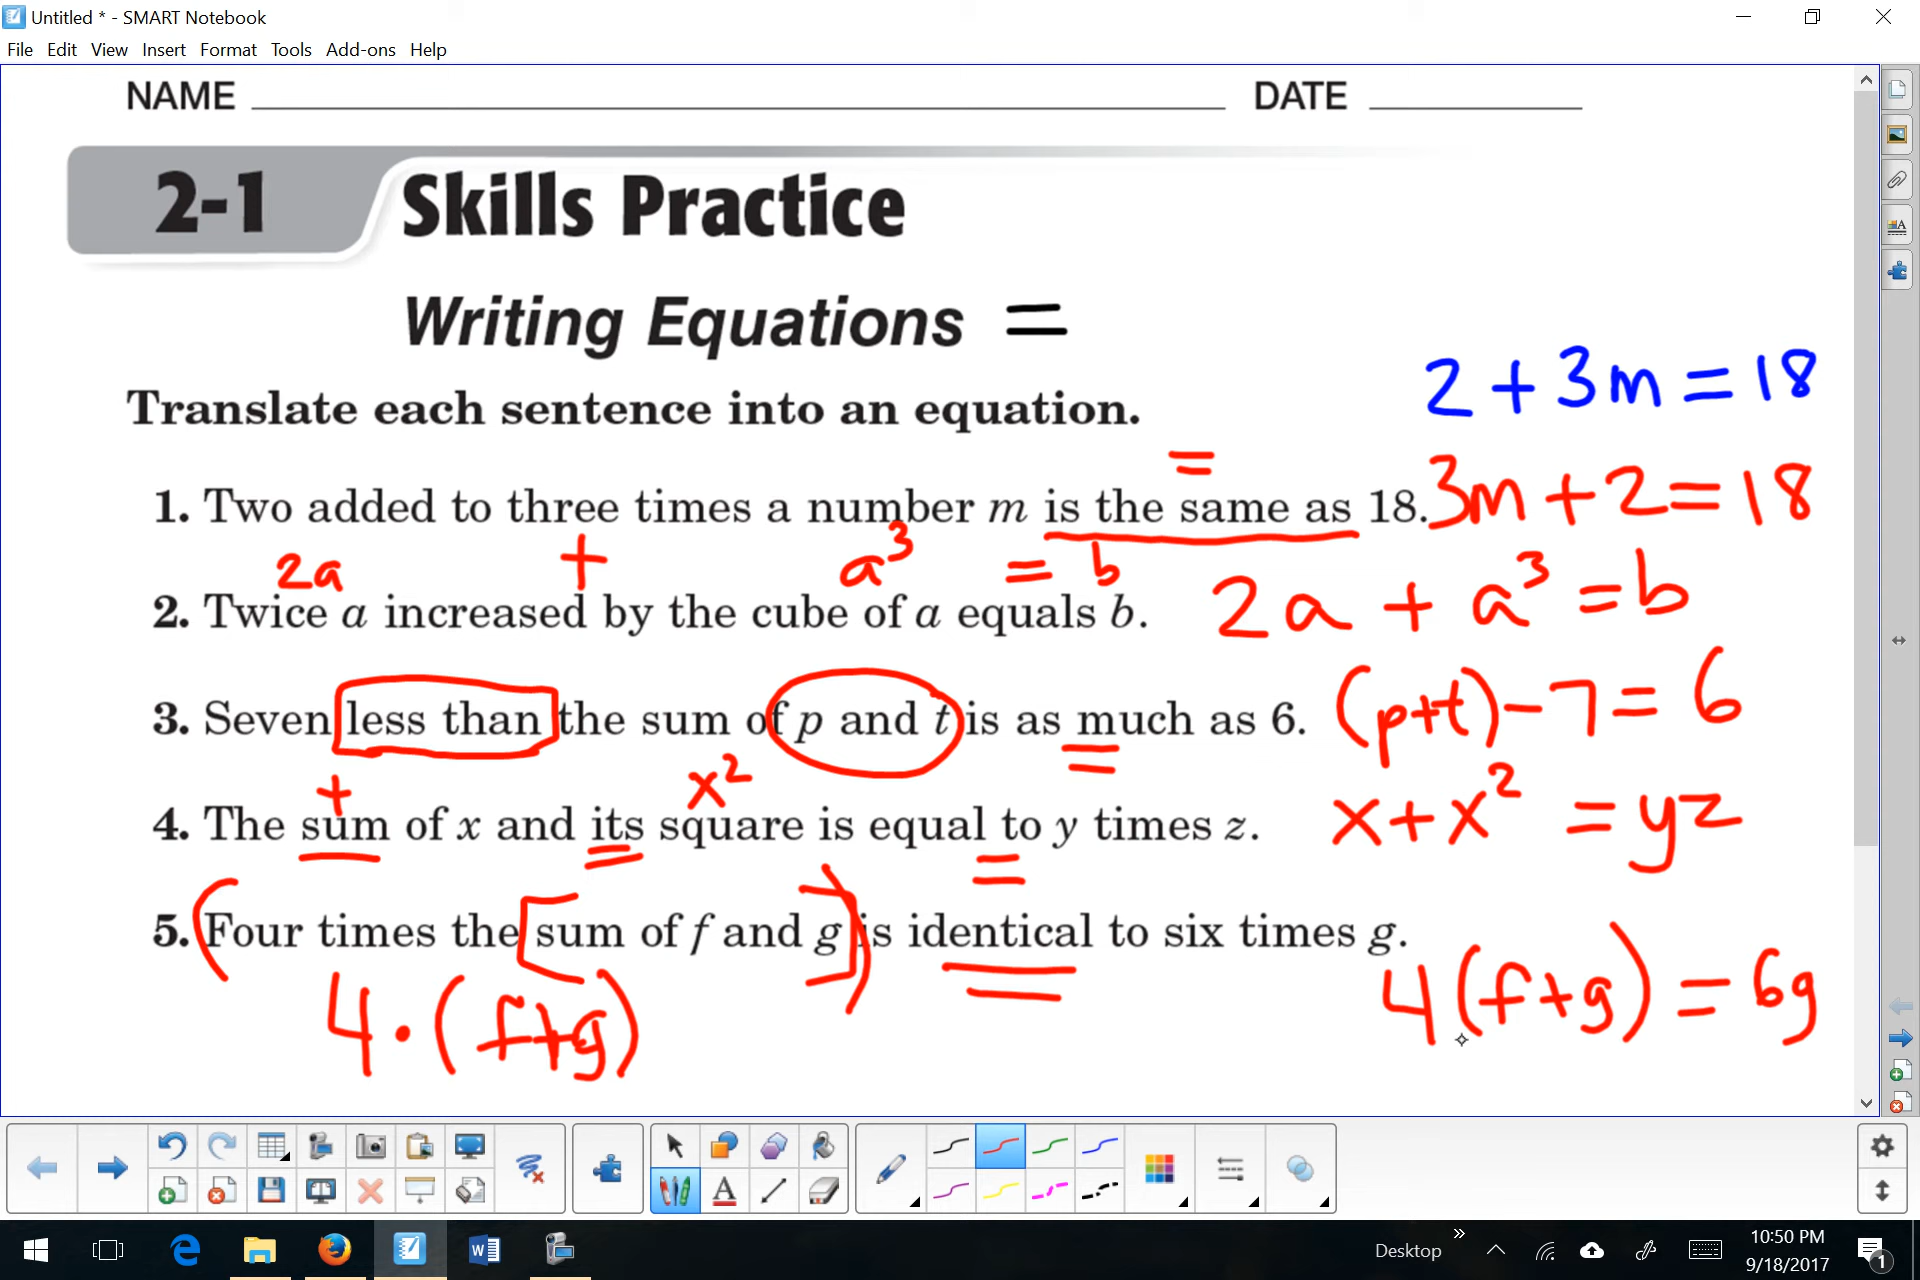 Untitled * - SMART Notebook
File Edit View Insert Format Tools Add-ons Help
NAME DATE
2-1 Skills Practice
Writing Equations =
2 + 3m = 18
Translate each sentence into an equation.
=
1. Two added to three times a number m is the same as 18. 3m + 2 = 18
2a + a³ = b
2. Twice a increased by the cube of a equals b. 2a + a³ = b
3. Seven less than the sum of p and t is as much as 6. (p+t) - 7 = 6
+ x²
4. The sum of x and its square is equal to y times z. x + x² = yz
5. (Four times the [sum of f and g]) is identical to six times g.
4 • (f+g) 4(f+g) = 6g
Desktop
10:50 PM
9/18/2017
1